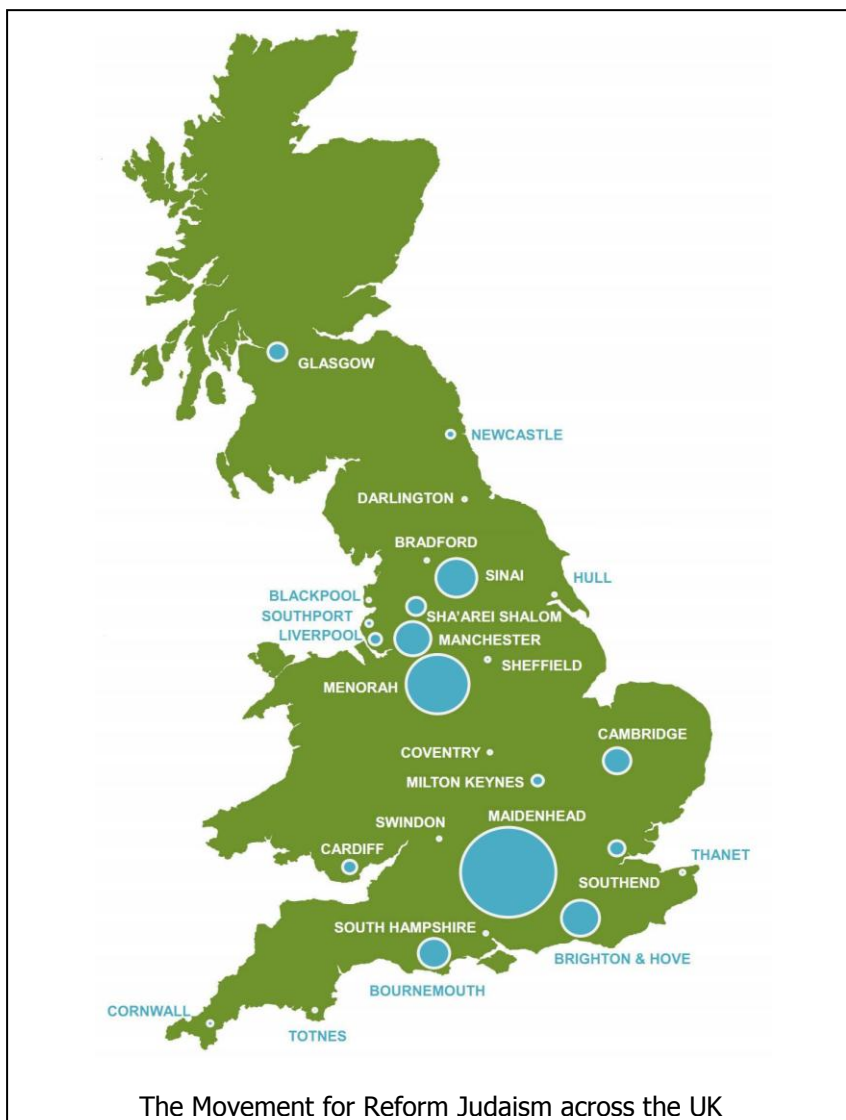 GLASGOW
NEWCASTLE
DARLINGTON
BRADFORD
SINAI
HULL
BLACKPOOL
SOUTHPORT
SHA'AREI SHALOM
LIVERPOOL
MANCHESTER
SHEFFIELD
MENORAH
CAMBRIDGE
COVENTRY
MILTON KEYNES
MAIDENHEAD
SWINDON
CARDIFF
THANET
SOUTHEND
SOUTH HAMPSHIRE
BRIGHTON & HOVE
BOURNEMOUTH
CORNWALL
TOTNES
The Movement for Reform Judaism across the UK